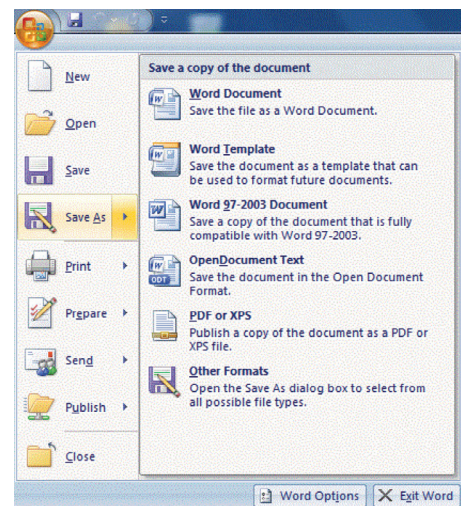 New
Open
Save
Save As
Print
Prepare
Send
Publish
Close
Save a copy of the document
Word Document
Save the file as a Word Document.
Word Template
Save the document as a template that can
be used to format future documents.
Word 97-2003 Document
Save a copy of the document that is fully
compatible with Word 97-2003.
OpenDocument Text
Save the document in the Open Document
Format.
PDF or XPS
Publish a copy of the document as a PDF or
XPS file.
Other Formats
Open the Save As dialog box to select from
all possible file types.
ODT
Word Options
Exit Word